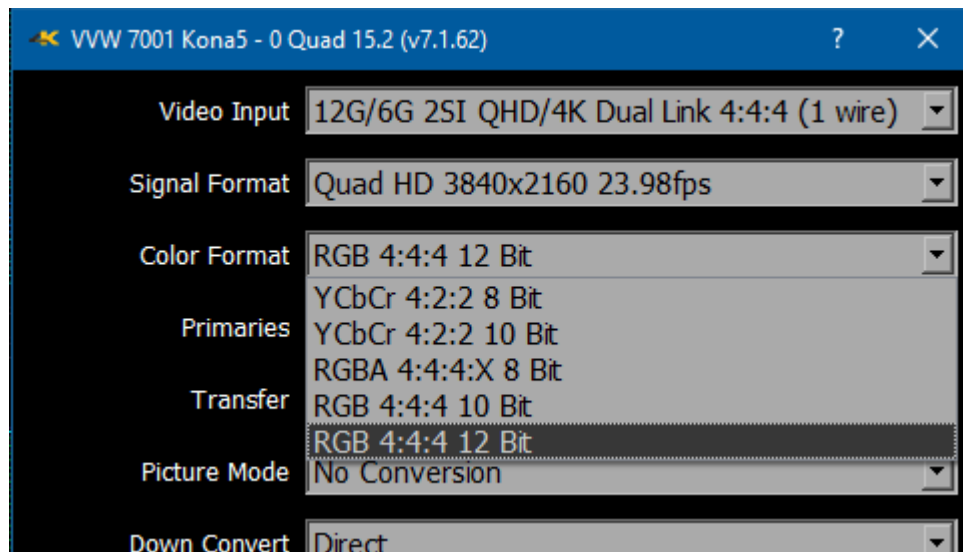 VVW 7001 Kona5 - 0 Quad 15.2 (v7.1.62) ? ×
Video Input 12G/6G 2SI QHD/4K Dual Link 4:4:4 (1 wire)
Signal Format Quad HD 3840x2160 23.98fps
Color Format RGB 4:4:4 12 Bit
YCbCr 4:2:2 8 Bit
Primaries YCbCr 4:2:2 10 Bit
RGBA 4:4:4:X 8 Bit
Transfer RGB 4:4:4 10 Bit
RGB 4:4:4 12 Bit
Picture Mode No Conversion
Down Convert Direct